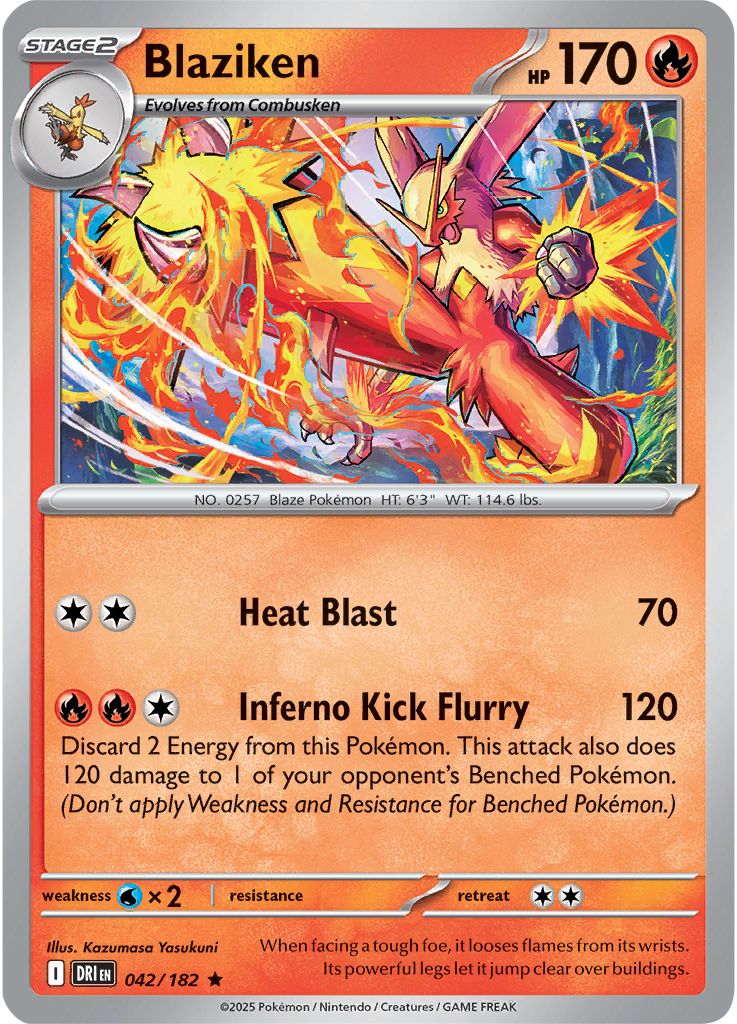 STAGE2
Blaziken
HP 170
Evolves from Combusken
NO. 0257 Blaze Pokémon HT: 6'3" WT: 114.6 lbs.
Heat Blast 70
Inferno Kick Flurry 120
Discard 2 Energy from this Pokémon. This attack also does
120 damage to 1 of your opponent's Benched Pokémon.
(Don't apply Weakness and Resistance for Benched Pokémon.)
weakness ×2 resistance retreat
Illus. Kazumasa Yasukuni
When facing a tough foe, it looses flames from its wrists.
Its powerful legs let it jump clear over buildings.
I DRI EN 042/182 ★
©2025 Pokémon / Nintendo / Creatures / GAME FREAK